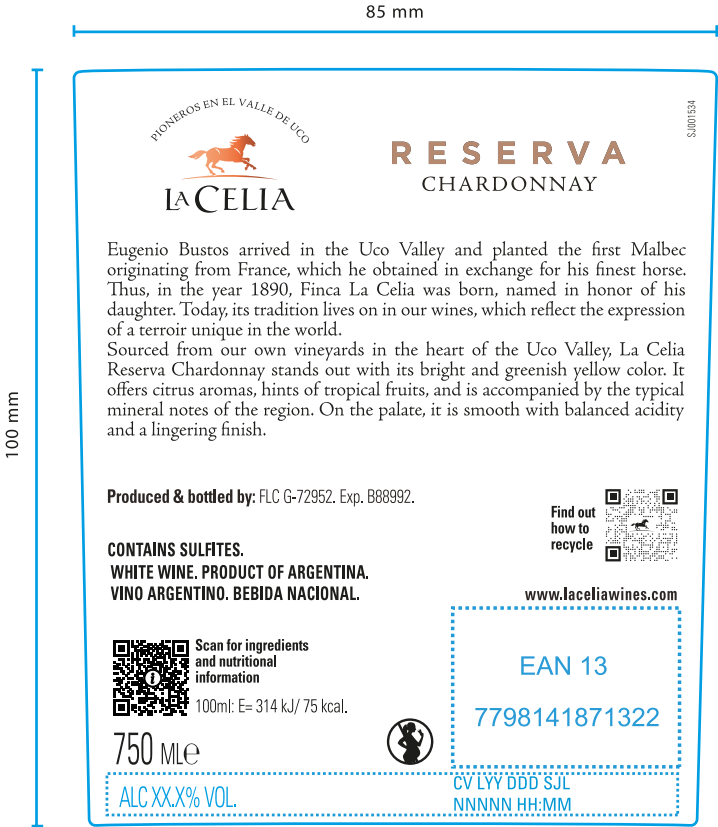 85 mm
100 mm
SJ001534
PIONEROS EN EL VALLE DE UCO
LA CELIA
RESERVA
CHARDONNAY
Eugenio Bustos arrived in the Uco Valley and planted the first Malbec
originating from France, which he obtained in exchange for his finest horse.
Thus, in the year 1890, Finca La Celia was born, named in honor of his
daughter. Today, its tradition lives on in our wines, which reflect the expression
of a terroir unique in the world.
Sourced from our own vineyards in the heart of the Uco Valley, La Celia
Reserva Chardonnay stands out with its bright and greenish yellow color. It
offers citrus aromas, hints of tropical fruits, and is accompanied by the typical
mineral notes of the region. On the palate, it is smooth with balanced acidity
and a lingering finish.
Produced & bottled by: FLC G-72952. Exp. B88992.
Find out
how to
recycle
CONTAINS SULFITES.
WHITE WINE. PRODUCT OF ARGENTINA.
VINO ARGENTINO. BEBIDA NACIONAL.
www.laceliawines.com
Scan for ingredients
and nutritional
information
100ml: E= 314 kJ/ 75 kcal.
EAN 13
7798141871322
750 ML℮
ALC XX.X% VOL.
CV LYY DDD SJL
NNNNN HH:MM